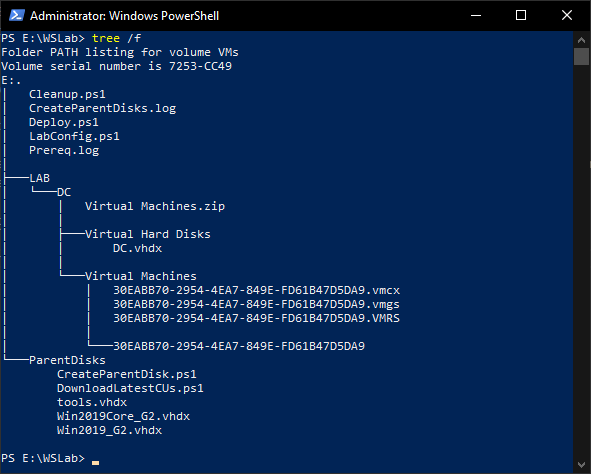 Administrator: Windows PowerShell
PS E:\WSLab> tree /f
Folder PATH listing for volume VMs
Volume serial number is 7253-CC49
E:.
│   Cleanup.ps1
│   CreateParentDisks.log
│   Deploy.ps1
│   LabConfig.ps1
│   Prereq.log
│
├───LAB
│   └───DC
│       │   Virtual Machines.zip
│       │
│       ├───Virtual Hard Disks
│       │       DC.vhdx
│       │
│       └───Virtual Machines
│           │   30EABB70-2954-4EA7-849E-FD61B47D5DA9.vmcx
│           │   30EABB70-2954-4EA7-849E-FD61B47D5DA9.vmgs
│           │   30EABB70-2954-4EA7-849E-FD61B47D5DA9.VMRS
│           │
│           └───30EABB70-2954-4EA7-849E-FD61B47D5DA9
└───ParentDisks
        CreateParentDisk.ps1
        DownloadLatestCUs.ps1
        tools.vhdx
        Win2019Core_G2.vhdx
        Win2019_G2.vhdx
PS E:\WSLab>